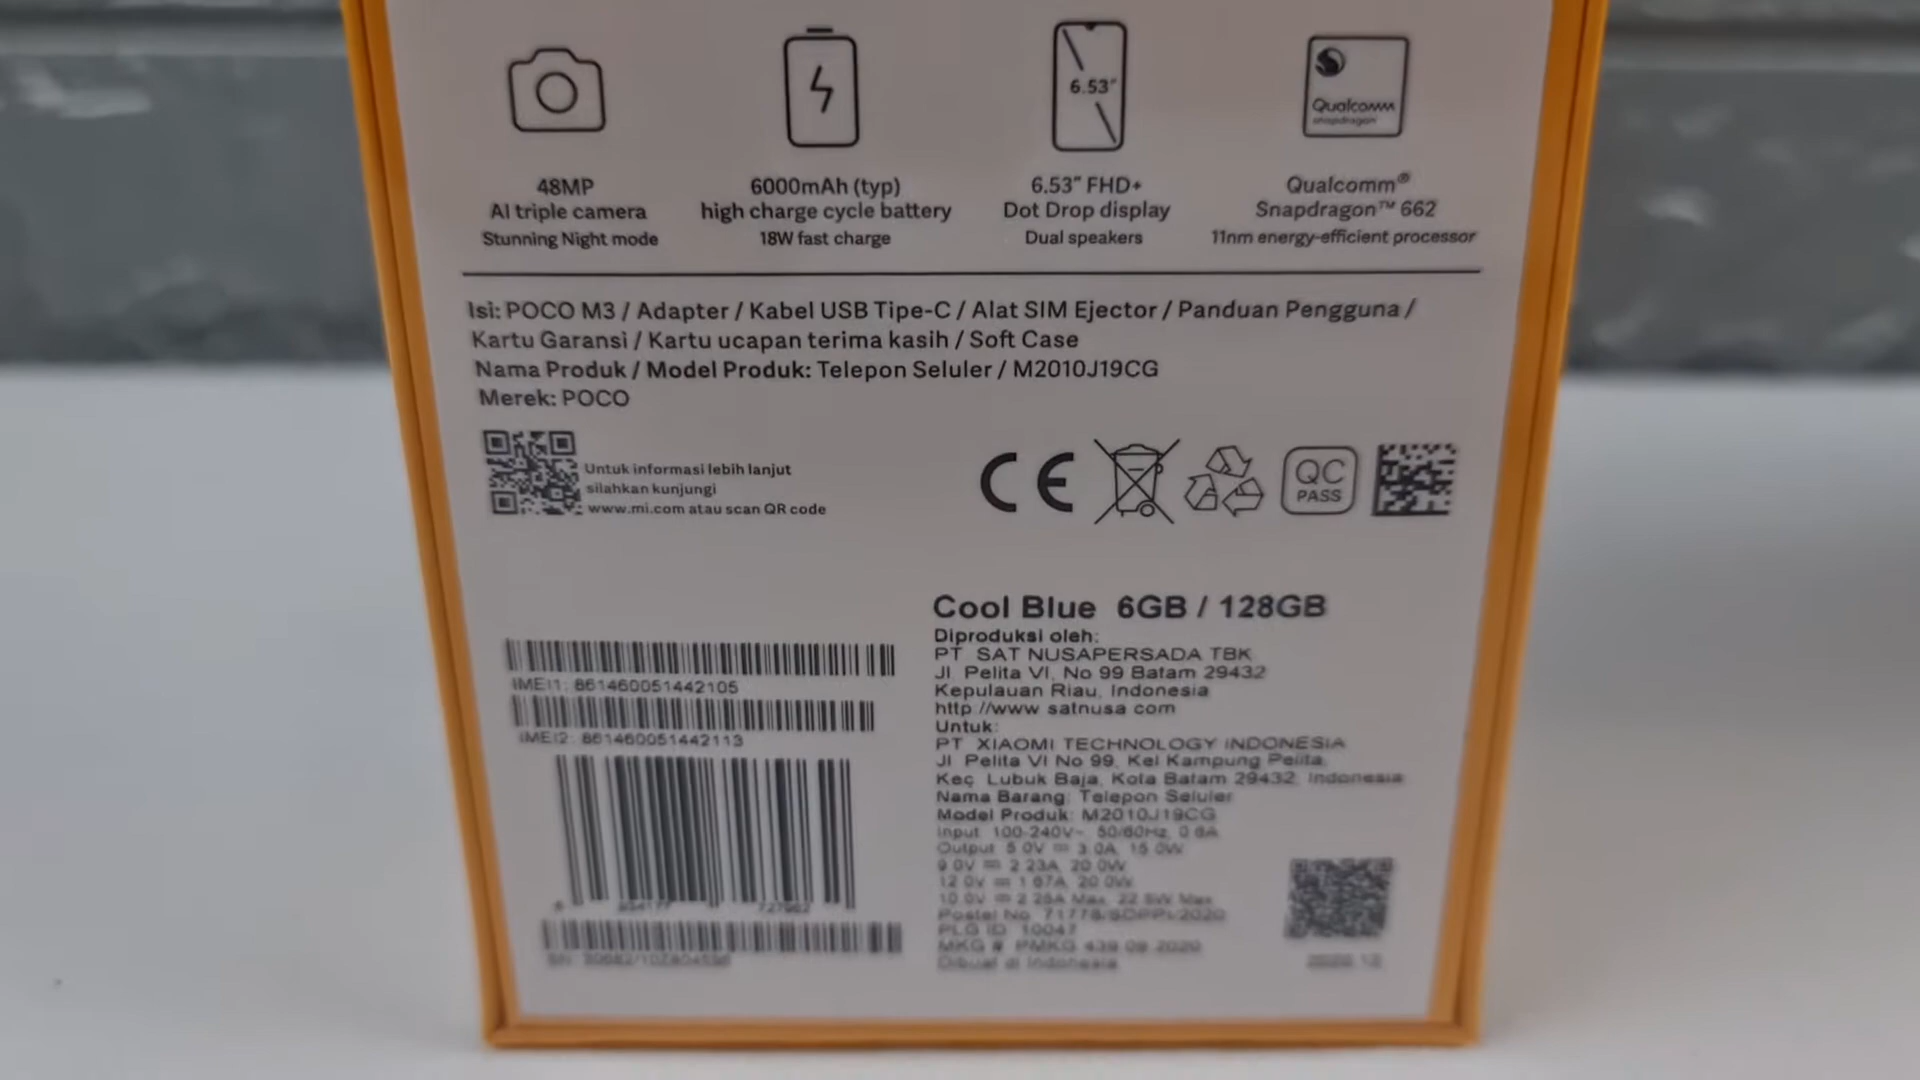 6.53"
Qualcomm
snapdragon
48MP
AI triple camera
Stunning Night mode
6000mAh (typ)
high charge cycle battery
18W fast charge
6.53" FHD+
Dot Drop display
Dual speakers
Qualcomm®
Snapdragon™ 662
11nm energy-efficient processor
Isi: POCO M3 / Adapter / Kabel USB Tipe-C / Alat SIM Ejector / Panduan Pengguna /
Kartu Garansi / Kartu ucapan terima kasih / Soft Case
Nama Produk / Model Produk: Telepon Seluler / M2010J19CG
Merek: POCO
Untuk informasi lebih lanjut
silahkan kunjungi
www.mi.com atau scan QR code
CE
QC
PASS
IMEI1: 861460051442105
IMEI2: 861460051442113
Cool Blue 6GB / 128GB
Diproduksi oleh:
PT SAT NUSAPERSADA TBK
Jl. Pelita VI, No 99 Batam 29432
Kepulauan Riau, Indonesia
http://www.satnusa.com
Untuk:
PT XIAOMI TECHNOLOGY INDONESIA
Jl Pelita VI No 99, Kel Kampung Pelita,
Kec Lubuk Baja, Kota Batam 29432, Indonesia
Nama Barang: Telepon Seluler
Model Produk: M2010J19CG
Input 100-240V~ 50/60Hz, 0.6A
Output 5.0V = 3.0A, 15.0W
9.0V = 2.23A, 20.0W
12.0V = 1.67A, 20.0W
10.0V = 2.25A Max, 22.5W Max
Postel No. 71778/SDPPI/2020
PLG ID 10047
MKG # PMKG.439.09.2020
Dibuat di Indonesia
2020.12